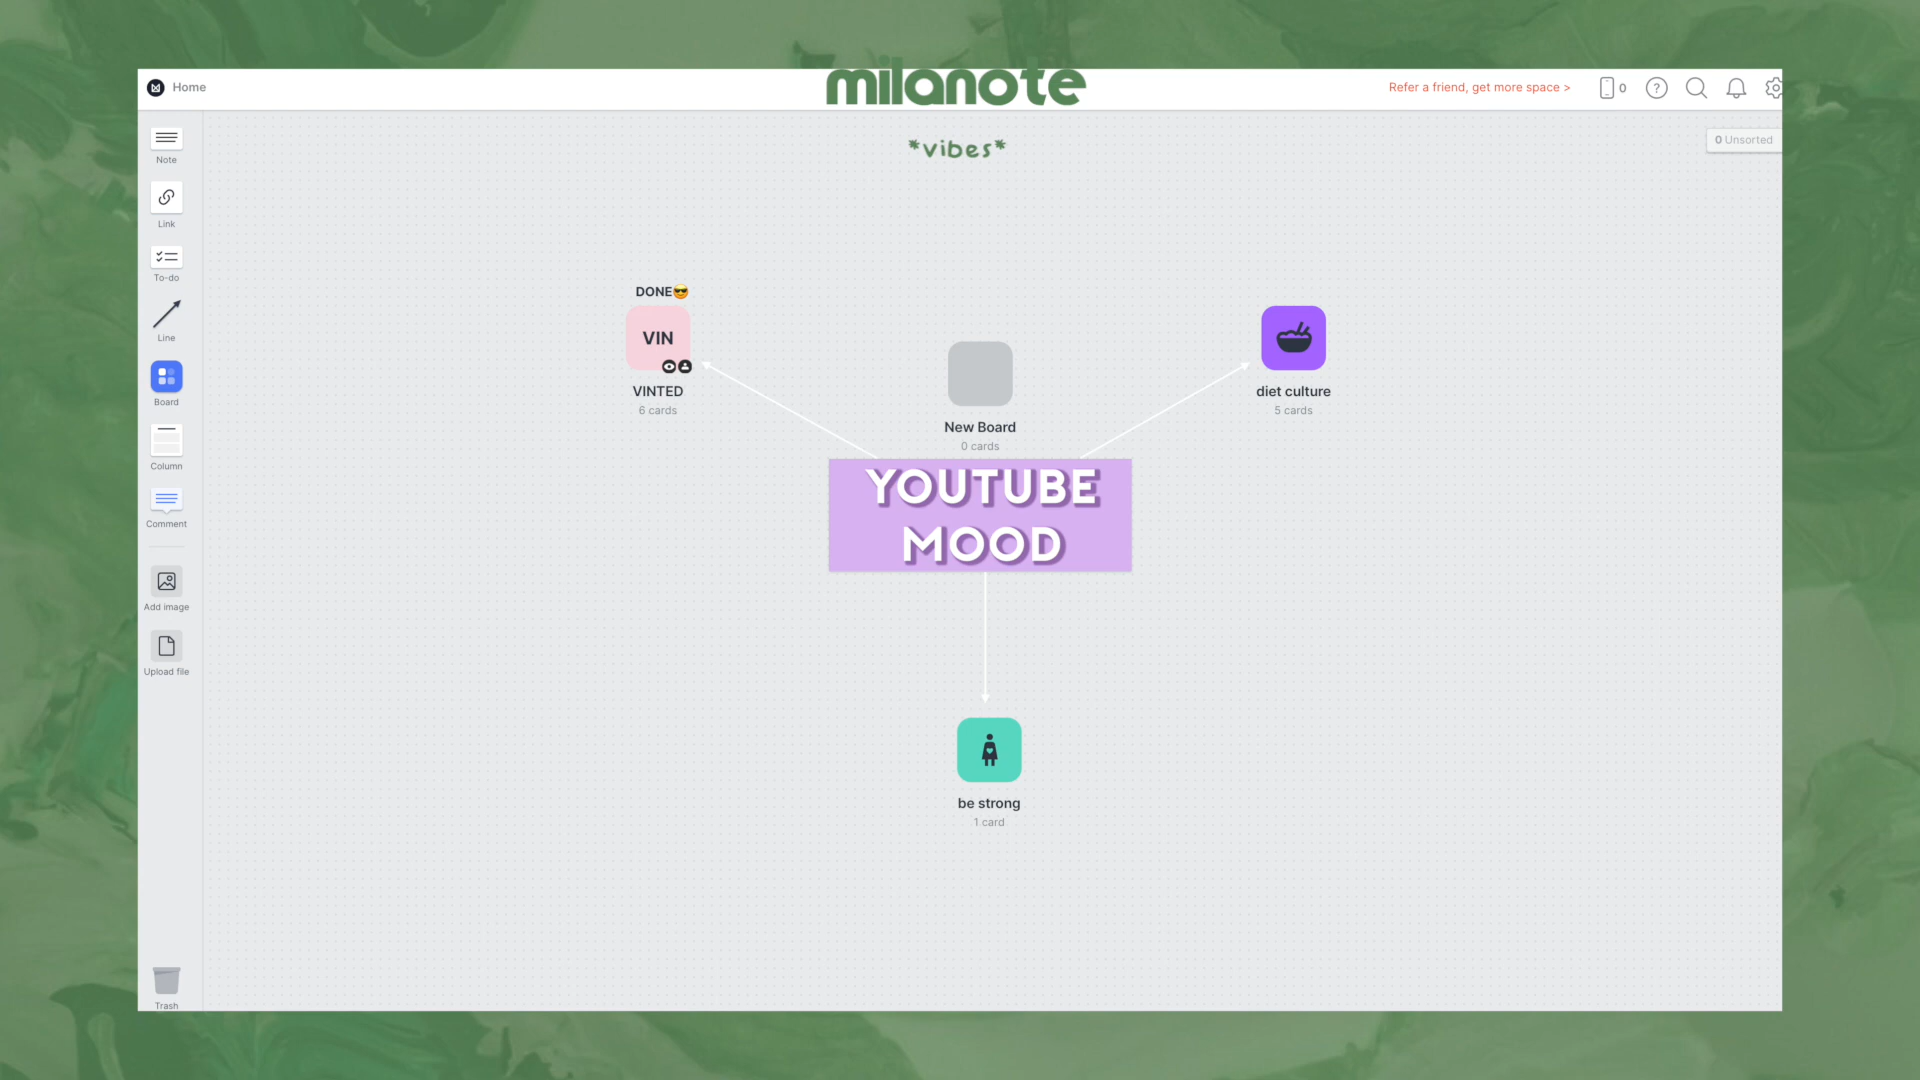 milanote
Home
Refer a friend, get more space >
0
?
*vibes*
0 Unsorted
Note
Link
To-do
Line
Board
Column
Comment
Add image
Upload file
Trash
DONE😎
VIN
VINTED
6 cards
New Board
0 cards
diet culture
5 cards
YOUTUBE
MOOD
be strong
1 card